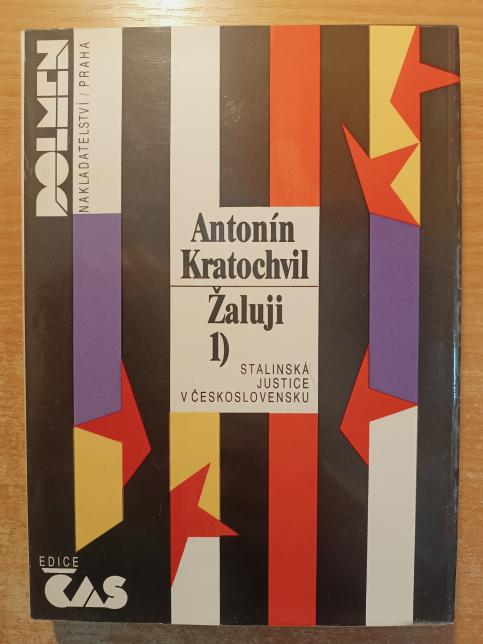 DOLMEN
NAKLADATELSTVÍ / PRAHA
Antonín
Kratochvil
Žaluji
1)
STALINSKÁ
JUSTICE
V ČESKOSLOVENSKU
EDICE
ČAS